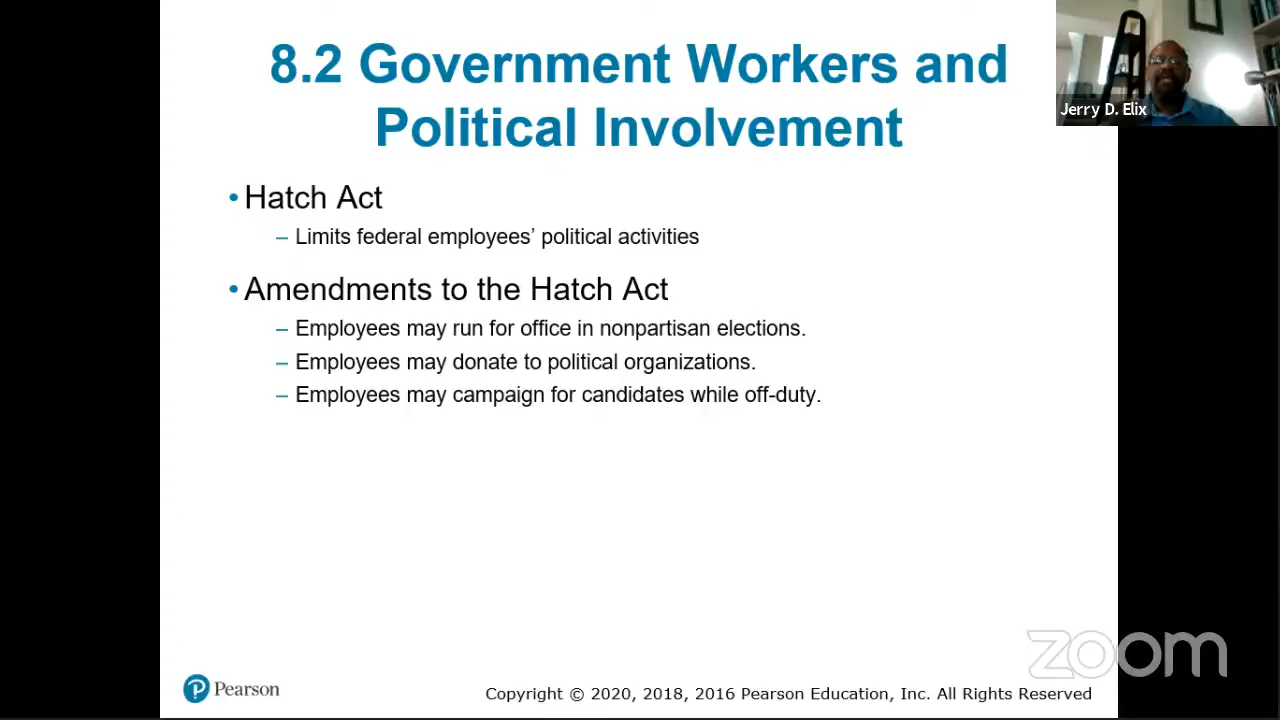 8.2 Government Workers and
Political Involvement
Jerry D. Elix
• Hatch Act
– Limits federal employees’ political activities
• Amendments to the Hatch Act
– Employees may run for office in nonpartisan elections.
– Employees may donate to political organizations.
– Employees may campaign for candidates while off-duty.
zoom
P Pearson
Copyright © 2020, 2018, 2016 Pearson Education, Inc. All Rights Reserved